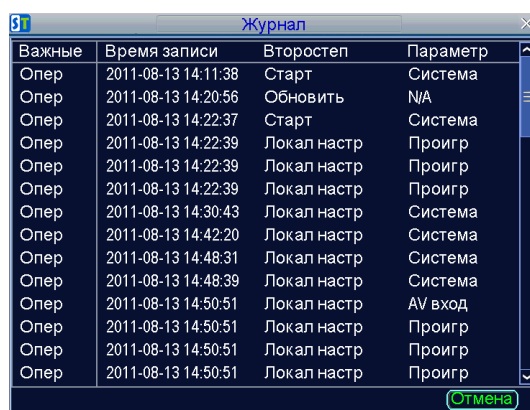 ST Журнал
Важные Время записи Второстеп Параметр
Опер 2011-08-13 14:11:38 Старт Система
Опер 2011-08-13 14:20:56 Обновить N/A
Опер 2011-08-13 14:22:37 Старт Система
Опер 2011-08-13 14:22:39 Локал настр Проигр
Опер 2011-08-13 14:22:39 Локал настр Проигр
Опер 2011-08-13 14:22:39 Локал настр Проигр
Опер 2011-08-13 14:30:43 Локал настр Система
Опер 2011-08-13 14:42:20 Локал настр Система
Опер 2011-08-13 14:48:31 Локал настр Система
Опер 2011-08-13 14:48:39 Локал настр Система
Опер 2011-08-13 14:50:51 Локал настр AV вход
Опер 2011-08-13 14:50:51 Локал настр Проигр
Опер 2011-08-13 14:50:51 Локал настр Проигр
Опер 2011-08-13 14:50:51 Локал настр Проигр
Отмена